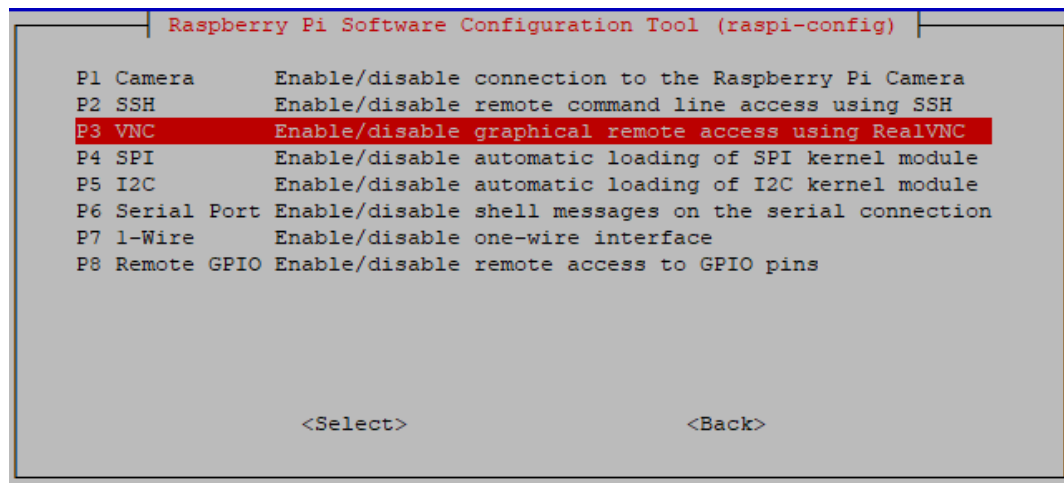 Raspberry Pi Software Configuration Tool (raspi-config)
P1 Camera Enable/disable connection to the Raspberry Pi Camera
P2 SSH Enable/disable remote command line access using SSH
P3 VNC Enable/disable graphical remote access using RealVNC
P4 SPI Enable/disable automatic loading of SPI kernel module
P5 I2C Enable/disable automatic loading of I2C kernel module
P6 Serial Port Enable/disable shell messages on the serial connection
P7 1-Wire Enable/disable one-wire interface
P8 Remote GPIO Enable/disable remote access to GPIO pins
<Select> <Back>